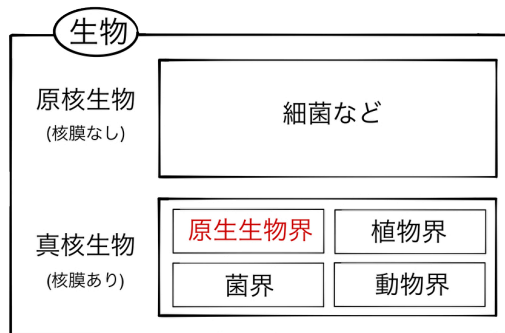 生物
原核生物
(核膜なし)
細菌など
真核生物
(核膜あり)
原生生物界
植物界
菌界
動物界